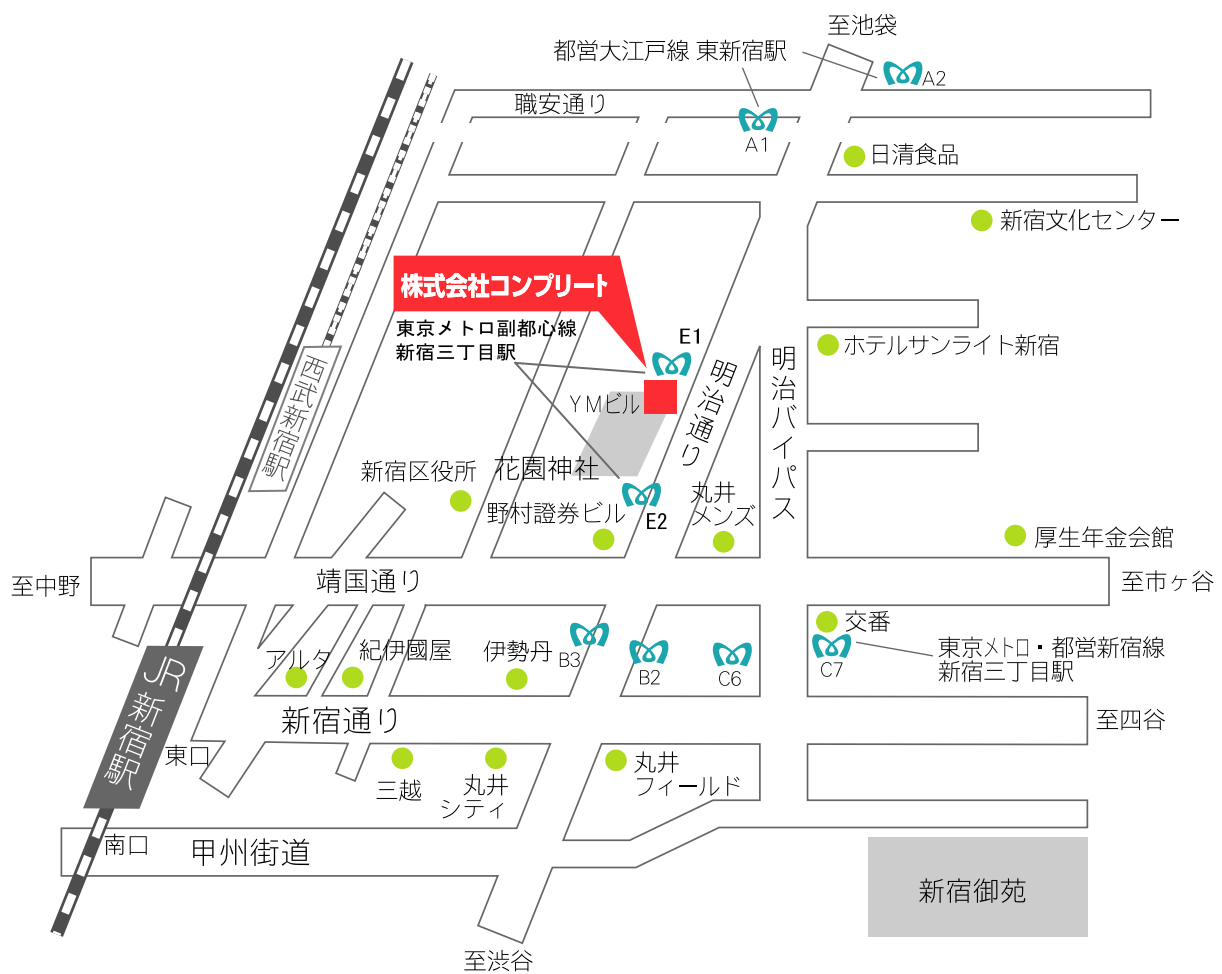 至池袋
都営大江戸線 東新宿駅
A2
職安通り
A1
日清食品
新宿文化センター
株式会社コンプリート
東京メトロ副都心線
新宿三丁目駅
E1
ホテルサンライト新宿
明治バイパス
明治通り
西武新宿駅
YMビル
新宿区役所
花園神社
丸井
メンズ
野村證券ビル
E2
厚生年金会館
至中野
靖国通り
至市ヶ谷
交番
アルタ
紀伊國屋
伊勢丹
B3
B2
C6
C7
東京メトロ・都営新宿線
新宿三丁目駅
JR新宿駅
新宿通り
至四谷
東口
三越
丸井
シティ
丸井
フィールド
南口
甲州街道
新宿御苑
至渋谷